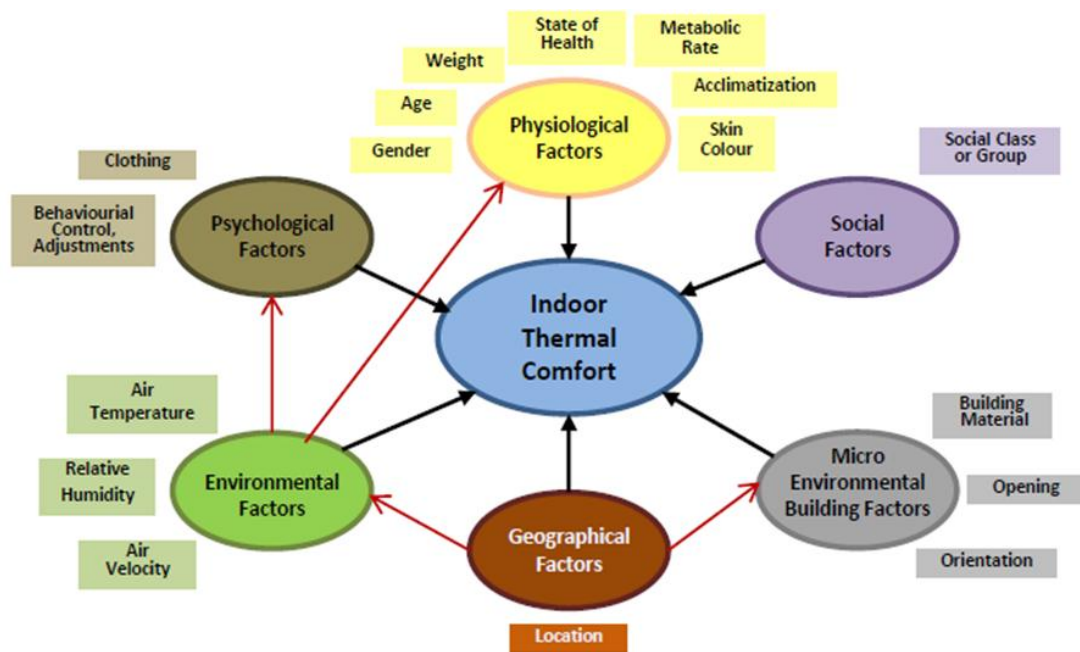 State of
Health
Metabolic
Rate
Weight
Acclimatization
Age
Physiological
Factors
Skin
Colour
Gender
Social Class
or Group
Clothing
Behaviourial
Control,
Adjustments
Psychological
Factors
Social
Factors
Indoor
Thermal
Comfort
Air
Temperature
Building
Material
Relative
Humidity
Environmental
Factors
Micro
Environmental
Building Factors
Opening
Air
Velocity
Geographical
Factors
Orientation
Location